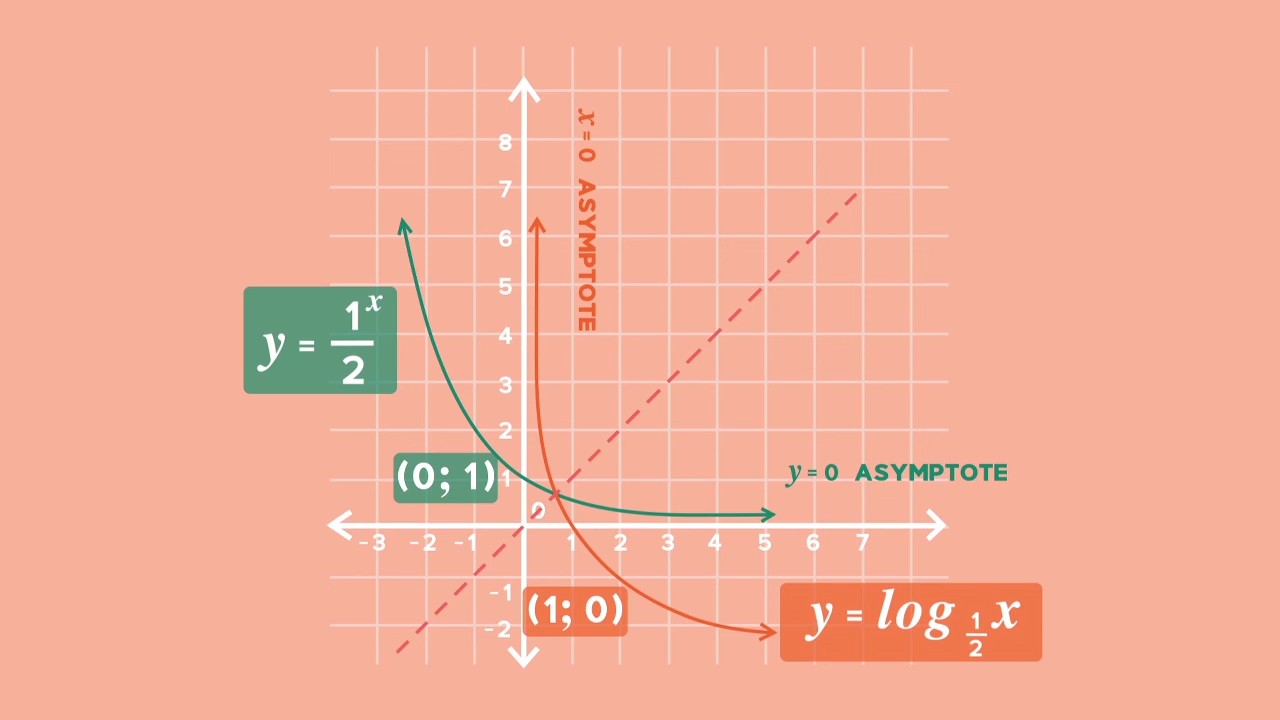 x = 0 ASYMPTOTE
8
7
6
5
4
3
2
1
y = 1^x/2
(0; 1)
y = 0 ASYMPTOTE
0
-3 -2 -1 1 2 3 4 5 6 7
-1
-2
(1; 0)
y = log 1/2 x